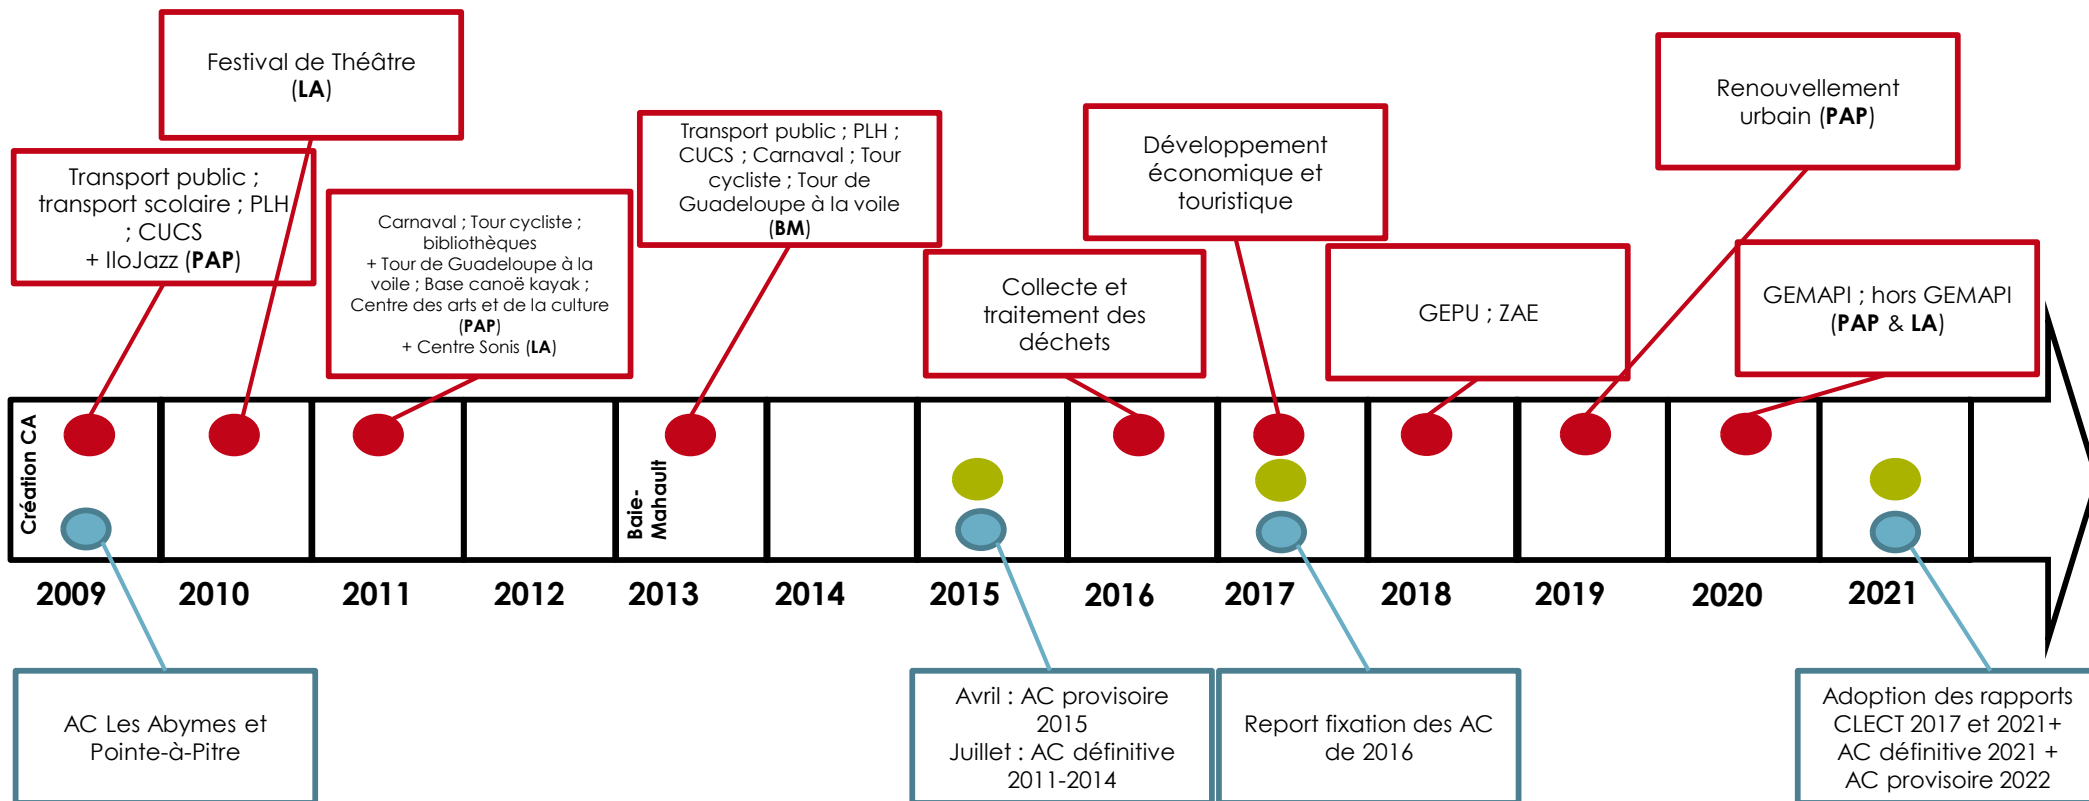 Festival de Théâtre
(LA)
Transport public ;
transport scolaire ; PLH
; CUCS
+ IloJazz (PAP)
Carnaval ; Tour cycliste ;
bibliothèques
+ Tour de Guadeloupe à la
voile ; Base canoë kayak ;
Centre des arts et de la culture
(PAP)
+ Centre Sonis (LA)
Transport public ; PLH ;
CUCS ; Carnaval ; Tour
cycliste ; Tour de
Guadeloupe à la voile
(BM)
Collecte et
traitement des
déchets
Développement
économique et
touristique
GEPU ; ZAE
Renouvellement
urbain (PAP)
GEMAPI ; hors GEMAPI
(PAP & LA)
Création CA
Baie-
Mahault
2009
2010
2011
2012
2013
2014
2015
2016
2017
2018
2019
2020
2021
AC Les Abymes et
Pointe-à-Pitre
Avril : AC provisoire
2015
Juillet : AC définitive
2011-2014
Report fixation des AC
de 2016
Adoption des rapports
CLECT 2017 et 2021+
AC définitive 2021 +
AC provisoire 2022